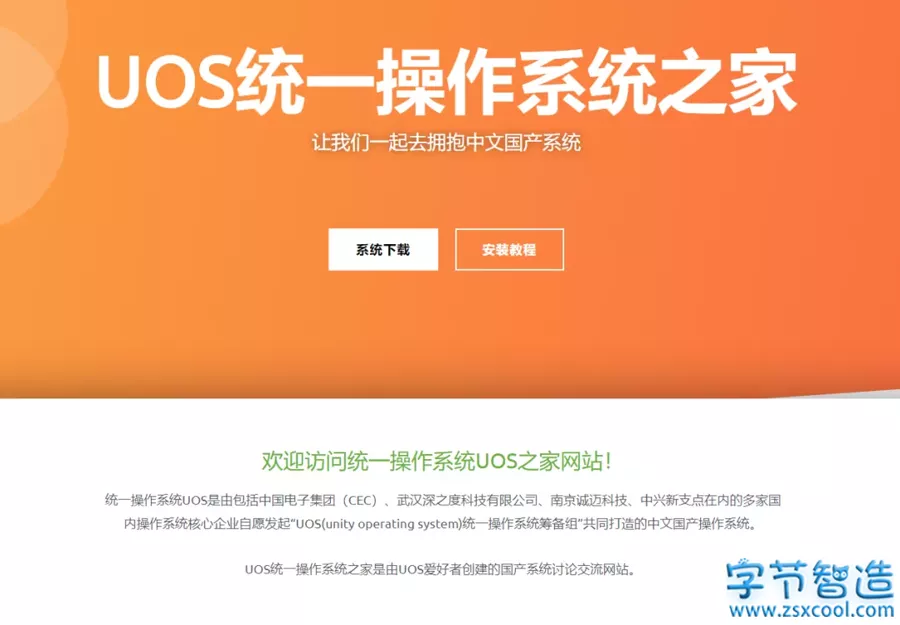 UOS统一操作系统之家
让我们一起去拥抱中文国产系统
系统下载
安装教程
欢迎访问统一操作系统UOS之家网站！
统一操作系统UOS是由包括中国电子集团（CEC）、武汉深之度科技有限公司、南京诚迈科技、中兴新支点在内的多家国
内操作系统核心企业自愿发起“UOS(unity operating system)统一操作系统筹备组”共同打造的中文国产操作系统。
UOS统一操作系统之家是由UOS爱好者创建的国产系统讨论交流网站。
字节智造
www.zsxcool.com